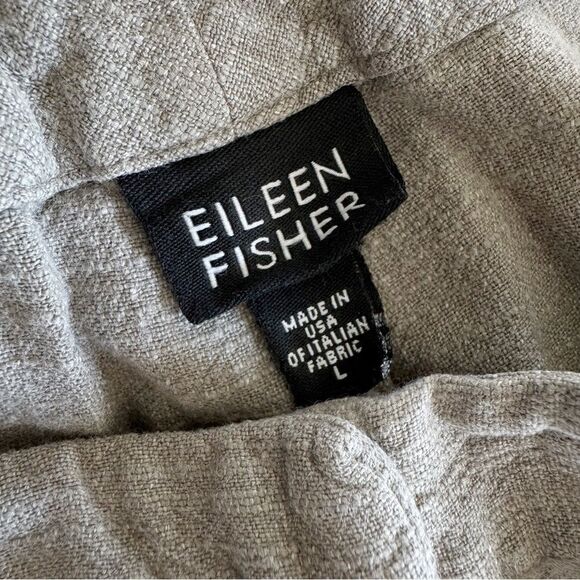 EILEEN
FISHER
MADE IN
USA
OF ITALIAN
FABRIC
L